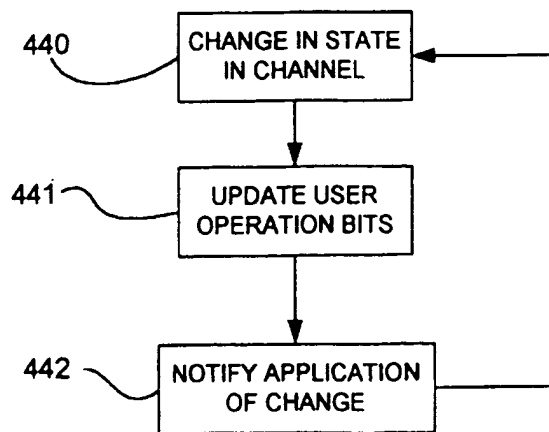 440
CHANGE IN STATE
IN CHANNEL
441
UPDATE USER
OPERATION BITS
442
NOTIFY APPLICATION
OF CHANGE